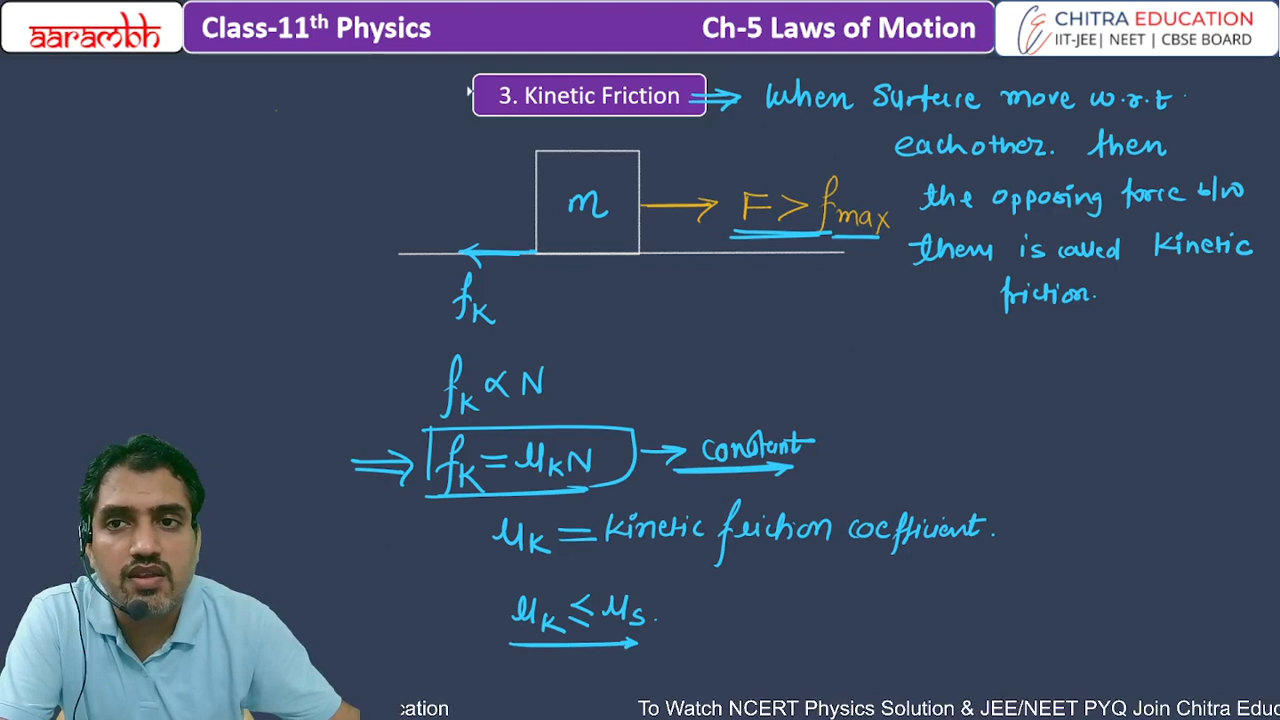 aarambh
Class-11th Physics
Ch-5 Laws of Motion
CHITRA EDUCATION
IIT-JEE| NEET | CBSE BOARD
3. Kinetic Friction ⇒ when surface move w.r.t
eachother. then
the opposing force b/w
them is called Kinetic
friction.
m
F > fmax
fK
fK ∝ N
⇒ fK = μKN → constant
μK = kinetic friction coefficient.
μK ≤ μS.
cation
To Watch NCERT Physics Solution & JEE/NEET PYQ Join Chitra Educ